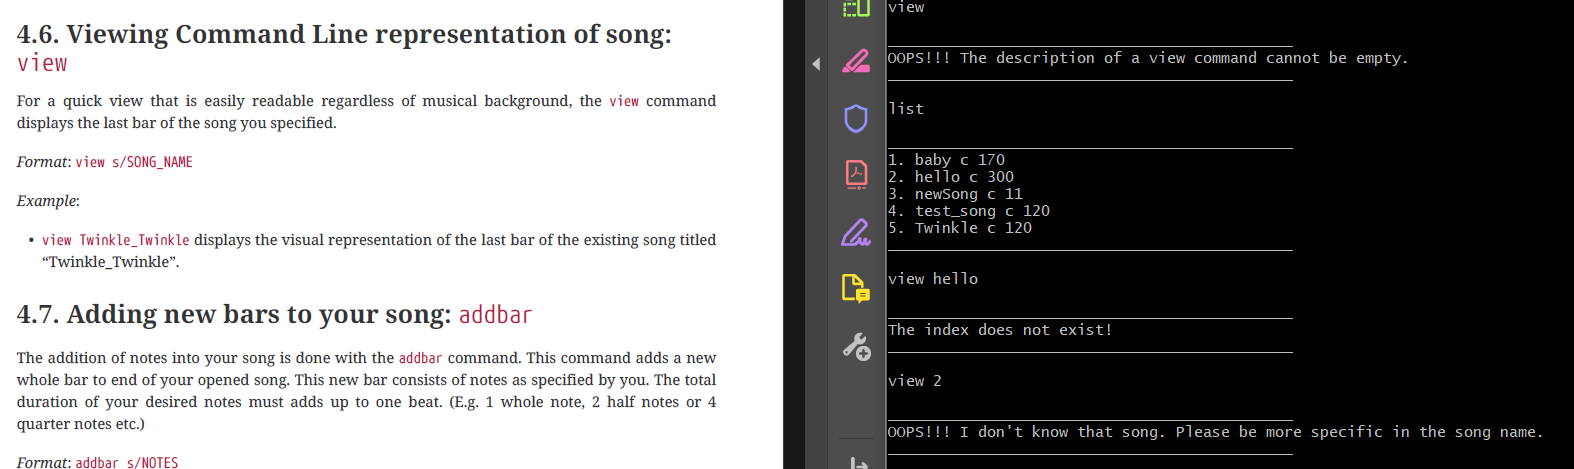 4.6. Viewing Command Line representation of song:
view
For a quick view that is easily readable regardless of musical background, the view command
displays the last bar of the song you specified.
Format: view s/SONG_NAME
Example:
• view Twinkle_Twinkle displays the visual representation of the last bar of the existing song titled
“Twinkle_Twinkle”.
4.7. Adding new bars to your song: addbar
The addition of notes into your song is done with the addbar command. This command adds a new
whole bar to end of your opened song. This new bar consists of notes as specified by you. The total
duration of your desired notes must adds up to one beat. (E.g. 1 whole note, 2 half notes or 4
quarter notes etc.)
Format: addbar s/NOTES
view
OOPS!!! The description of a view command cannot be empty.
list
1. baby c 170
2. hello c 300
3. newSong c 11
4. test_song c 120
5. Twinkle c 120
view hello
The index does not exist!
view 2
OOPS!!! I don't know that song. Please be more specific in the song name.